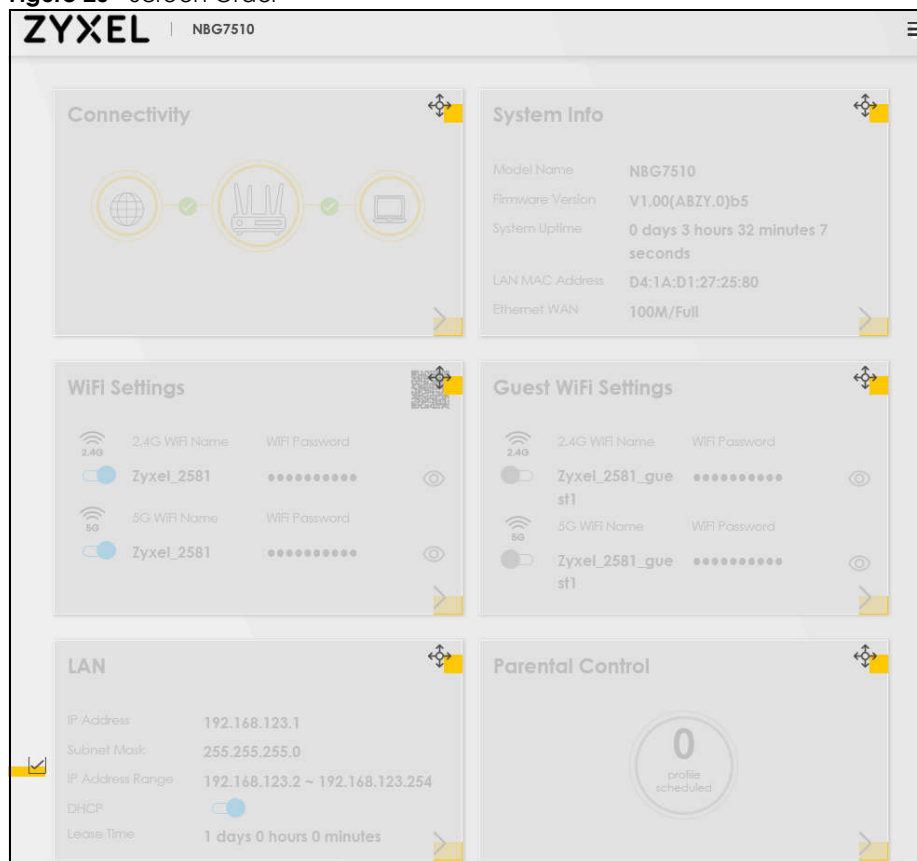 Figure 23 Screen Order
ZYXEL | NBG7510
Connectivity
System Info
Model Name NBG7510
Firmware Version V1.00(ABZY.0)b5
System Uptime 0 days 3 hours 32 minutes 7
seconds
LAN MAC Address D4:1A:D1:27:25:80
Ethernet WAN 100M/Full
WiFi Settings
2.4G 2.4G WiFi Name WiFi Password
Zyxel_2581 ●●●●●●●●●●
5G 5G WiFi Name WiFi Password
Zyxel_2581 ●●●●●●●●●●
Guest WiFi Settings
2.4G 2.4G WiFi Name WiFi Password
Zyxel_2581_gue ●●●●●●●●●●
st1
5G 5G WiFi Name WiFi Password
Zyxel_2581_gue ●●●●●●●●●●
st1
LAN
IP Address 192.168.123.1
Subnet Mask 255.255.255.0
IP Address Range 192.168.123.2 ~ 192.168.123.254
DHCP
Lease Time 1 days 0 hours 0 minutes
Parental Control
0
profile
scheduled